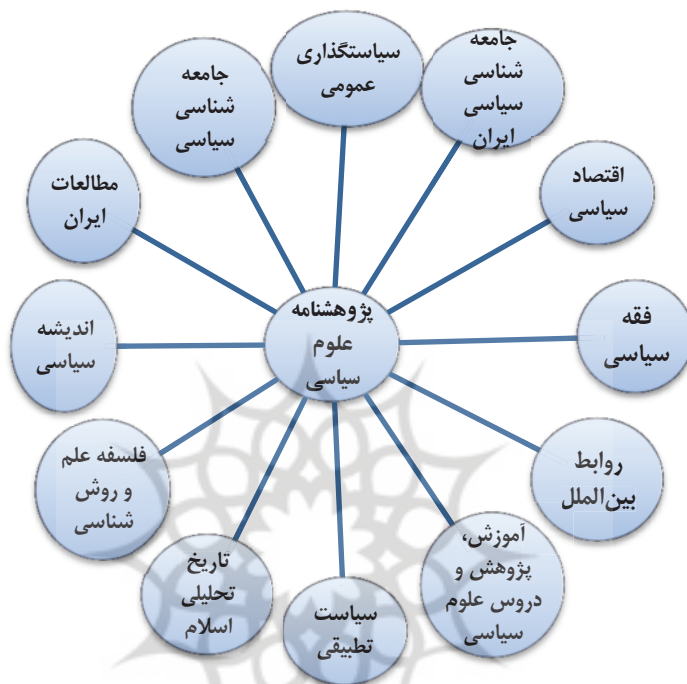 پژوهشنامه
علوم
سیاسی
سیاستگذاری
عمومی
جامعه
شناسی
سیاسی
ایران
اقتصاد
سیاسی
فقه
سیاسی
روابط
بین‌الملل
آموزش،
پژوهش و
دروس علوم
سیاسی
سیاست
تطبیقی
تاریخ
تحلیلی
اسلام
فلسفه علم
و روش
شناسی
اندیشه
سیاسی
مطالعات
ایران
جامعه
شناسی
سیاسی